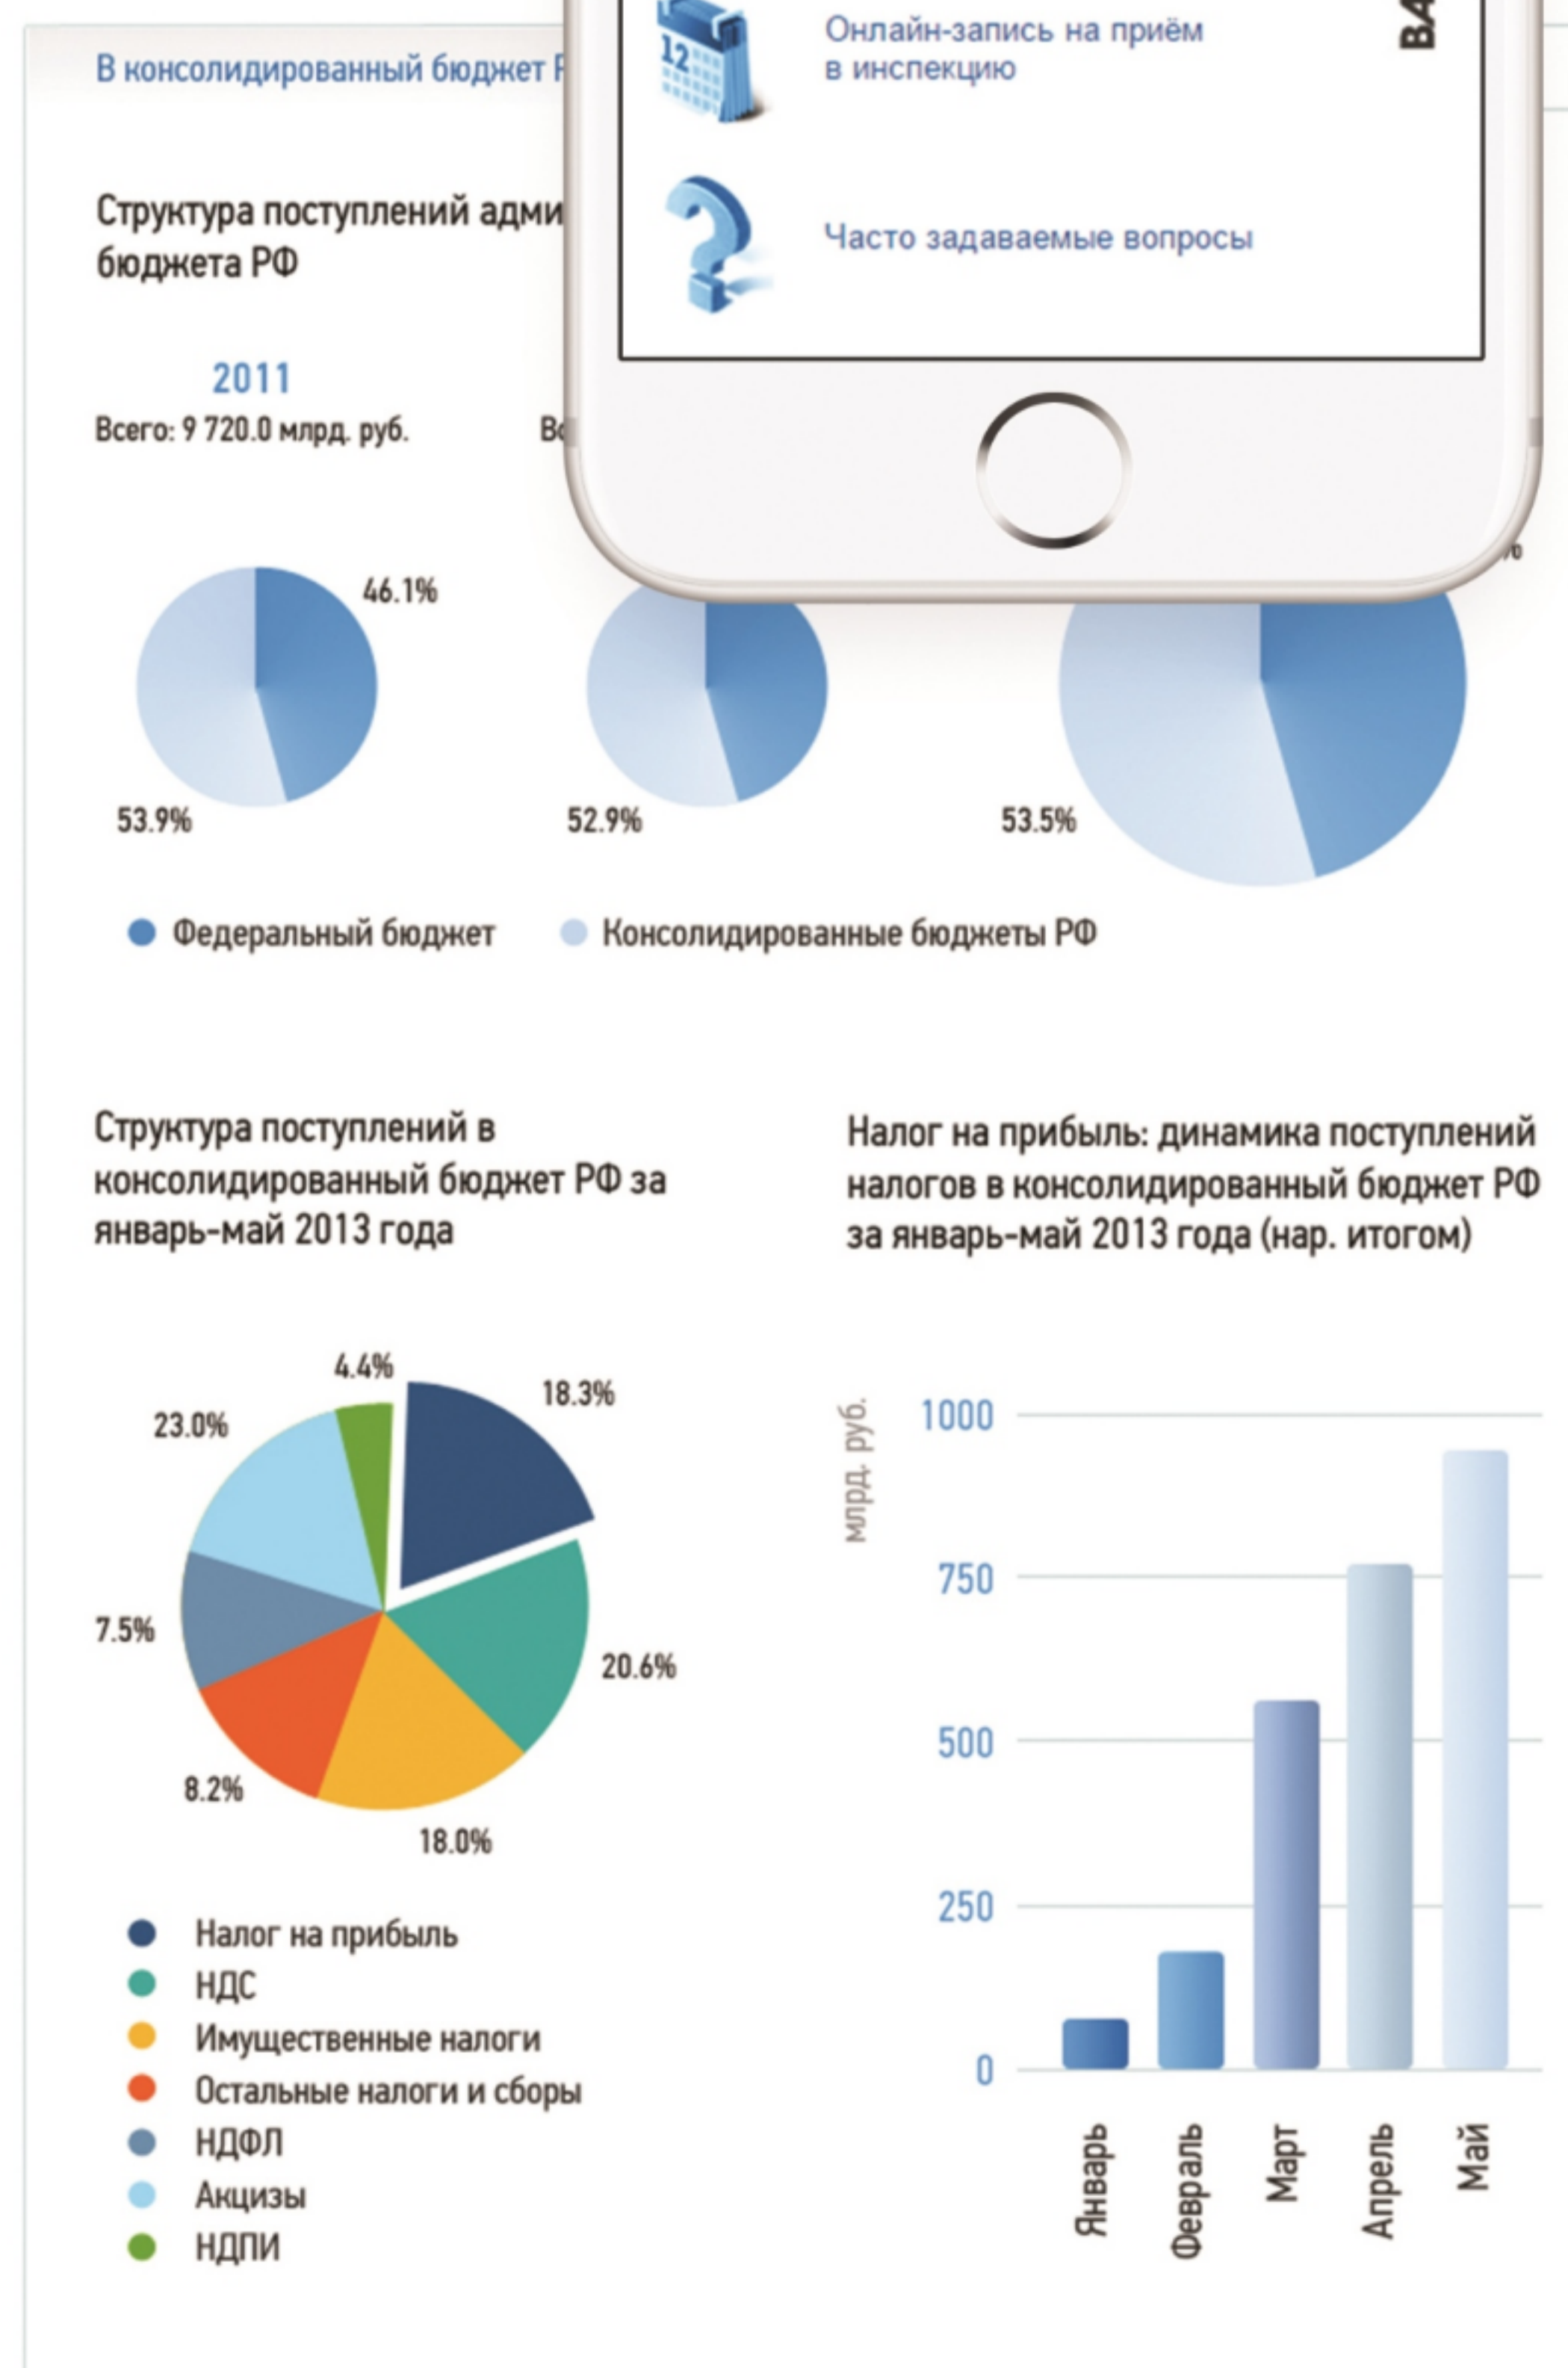 Онлайн-запись на приём
в инспекцию
Часто задаваемые вопросы
В консолидированный бюджет
Структура поступлений
бюджета РФ
2011
Всего: 9 720.0 млрд. руб.
46.1%
53.9%
52.9%
53.5%
Федеральный бюджет
Консолидированные бюджеты РФ
Структура поступлений в
консолидированный бюджет РФ за
январь-май 2013 года
4.4%
18.3%
23.0%
7.5%
20.6%
8.2%
18.0%
Налог на прибыль
НДС
Имущественные налоги
Остальные налоги и сборы
НДФЛ
Акцизы
НДПИ
Налог на прибыль: динамика поступлений
налогов в консолидированный бюджет РФ
за январь-май 2013 года (нар. итогом)
млрд. руб.
1000
750
500
250
0
Январь
Февраль
Март
Апрель
Май